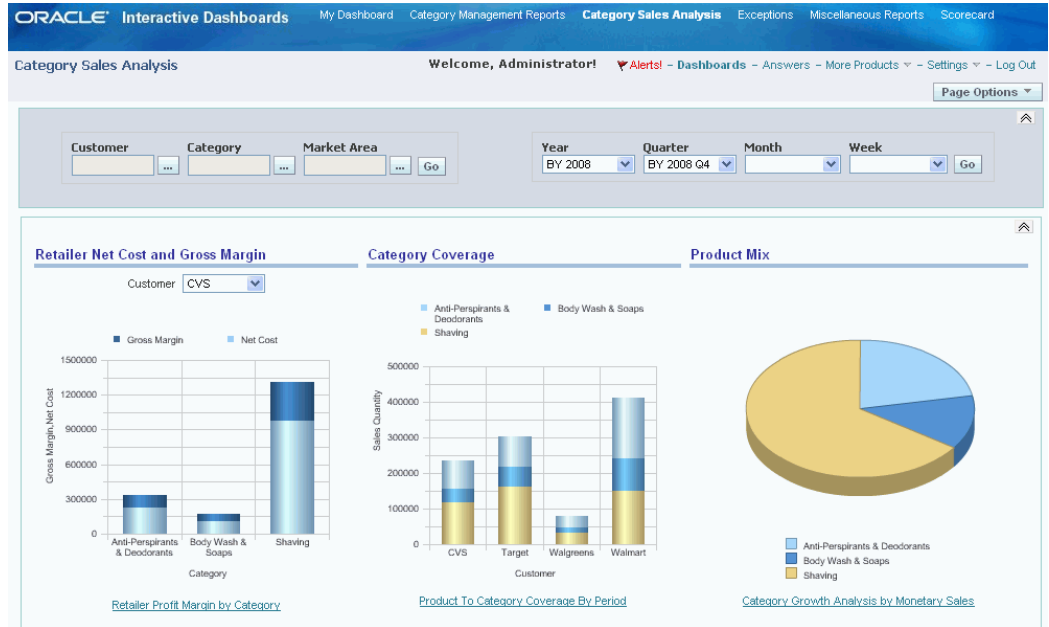 ORACLE Interactive Dashboards
My Dashboard Category Management Reports Category Sales Analysis Exceptions Miscellaneous Reports Scorecard
Category Sales Analysis
Welcome, Administrator! Alerts! - Dashboards - Answers - More Products - Settings - Log Out
Page Options
Customer Category Market Area
... ... ... Go
Year Quarter Month Week
BY 2008 BY 2008 Q4 Go
Retailer Net Cost and Gross Margin
Customer CVS
Gross Margin Net Cost
Gross Margin,Net Cost
1500000
1200000
900000
600000
300000
0
Anti-Perspirants & Deodorants
Body Wash & Soaps
Shaving
Category
Retailer Profit Margin by Category
Category Coverage
Anti-Perspirants & Deodorants
Body Wash & Soaps
Shaving
Sales Quantity
500000
400000
300000
200000
100000
0
CVS Target Walgreens Walmart
Customer
Product To Category Coverage By Period
Product Mix
Anti-Perspirants & Deodorants
Body Wash & Soaps
Shaving
Category Growth Analysis by Monetary Sales